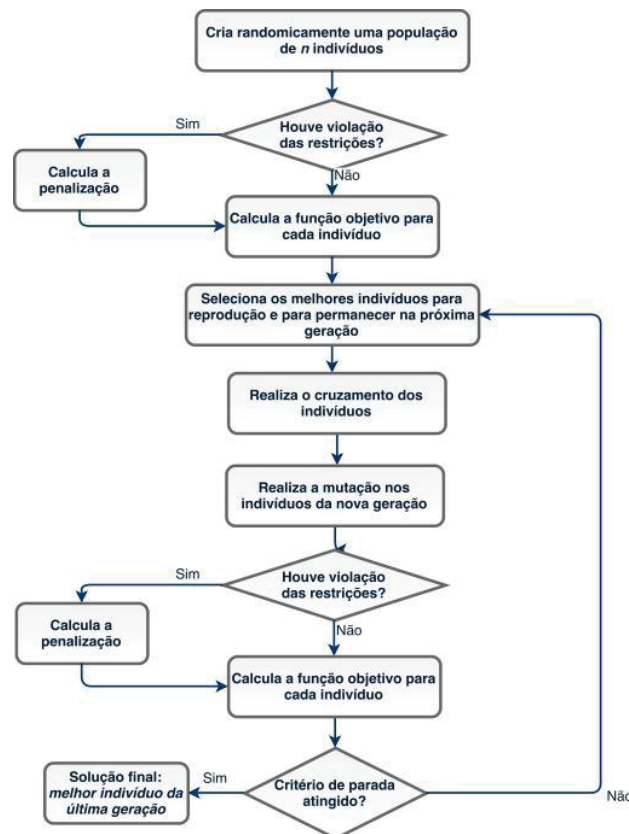 Cria randomicamente uma população
de n indivíduos
Sim
Houve violação
das restrições?
Calcula a
penalização
Não
Calcula a função objetivo para
cada indivíduo
Seleciona os melhores indivíduos para
reprodução e para permanecer na próxima
geração
Realiza o cruzamento dos
indivíduos
Realiza a mutação nos
indivíduos da nova geração
Sim
Houve violação
das restrições?
Calcula a
penalização
Não
Calcula a função objetivo para
cada indivíduo
Solução final:
melhor indivíduo da
última geração
Sim
Critério de parada
atingido?
Não